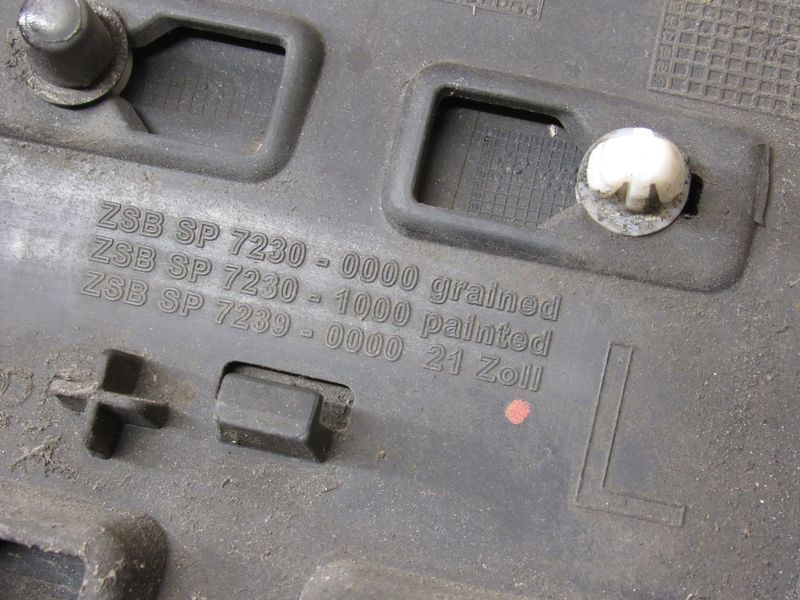 ZSB SP 7230 - 0000 grained
ZSB SP 7230 - 1000 painted
ZSB SP 7239 - 0000 21 Zoll
L